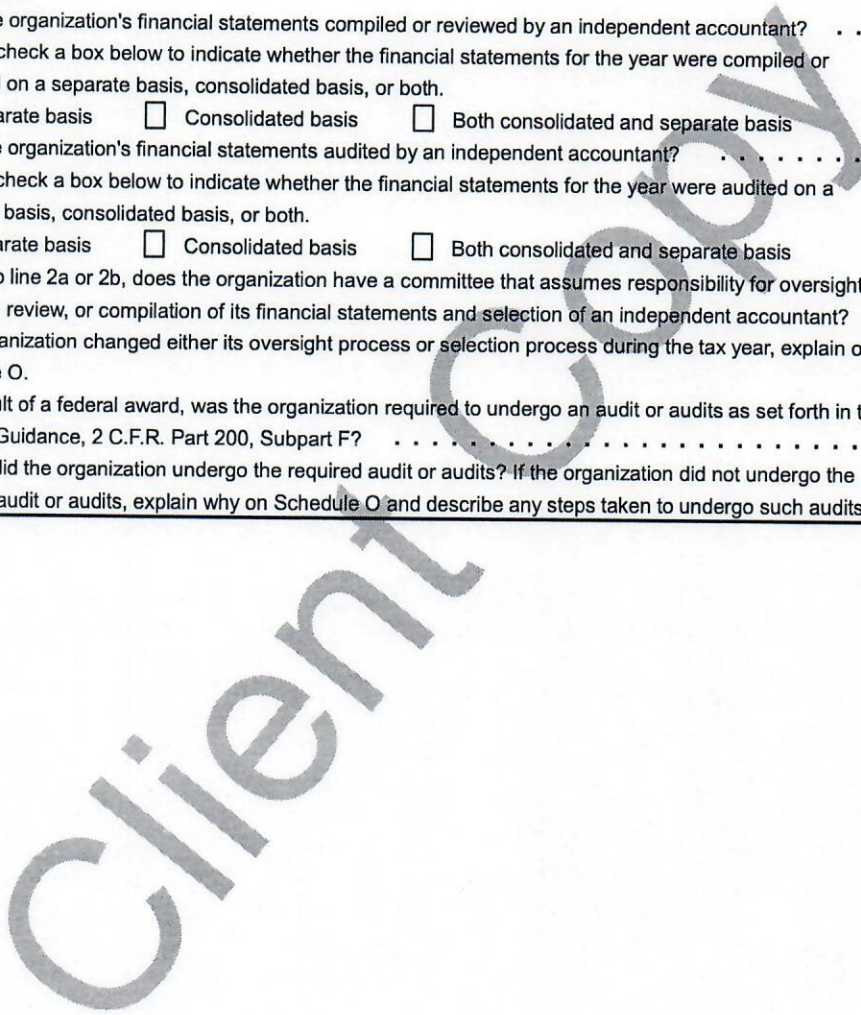 e organization's financial statements compiled or reviewed by an independent accountant? . .
check a box below to indicate whether the financial statements for the year were compiled or
on a separate basis, consolidated basis, or both.
arate basis ☐ Consolidated basis ☐ Both consolidated and separate basis
e organization's financial statements audited by an independent accountant? . . . . . . . .
check a box below to indicate whether the financial statements for the year were audited on a
basis, consolidated basis, or both.
arate basis ☐ Consolidated basis ☐ Both consolidated and separate basis
o line 2a or 2b, does the organization have a committee that assumes responsibility for oversight
review, or compilation of its financial statements and selection of an independent accountant?
anization changed either its oversight process or selection process during the tax year, explain o
e O.
ult of a federal award, was the organization required to undergo an audit or audits as set forth in t
Guidance, 2 C.F.R. Part 200, Subpart F? . . . . . . . . . . . . . . . . . . . . . . .
did the organization undergo the required audit or audits? If the organization did not undergo the
audit or audits, explain why on Schedule O and describe any steps taken to undergo such audits
Client Copy